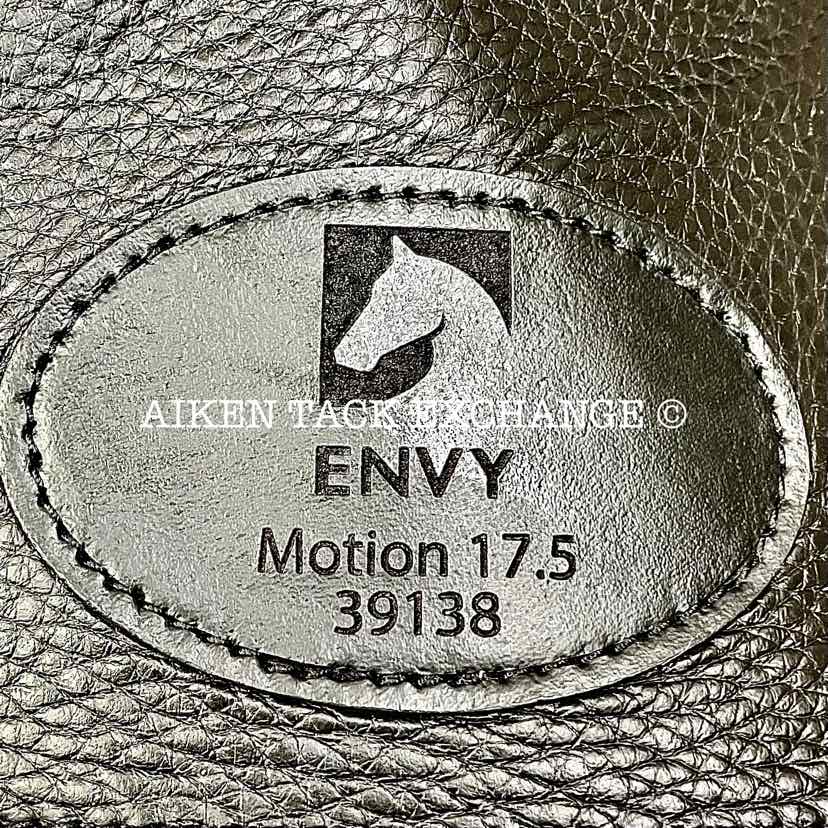 AIKEN TACK EXCHANGE ©
ENVY
Motion 17.5
39138